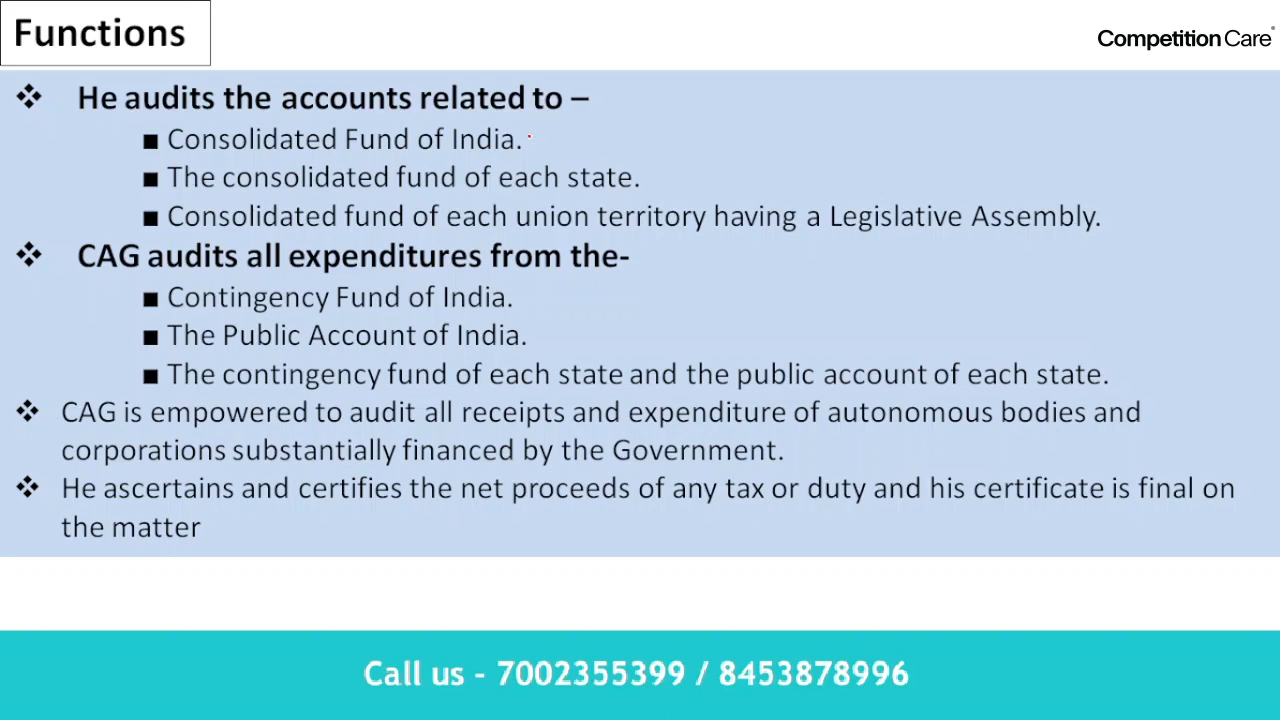 Functions
Competition Care
❖ He audits the accounts related to –
■ Consolidated Fund of India.
■ The consolidated fund of each state.
■ Consolidated fund of each union territory having a Legislative Assembly.
❖ CAG audits all expenditures from the-
■ Contingency Fund of India.
■ The Public Account of India.
■ The contingency fund of each state and the public account of each state.
❖ CAG is empowered to audit all receipts and expenditure of autonomous bodies and
corporations substantially financed by the Government.
❖ He ascertains and certifies the net proceeds of any tax or duty and his certificate is final on
the matter
Call us - 7002355399 / 8453878996